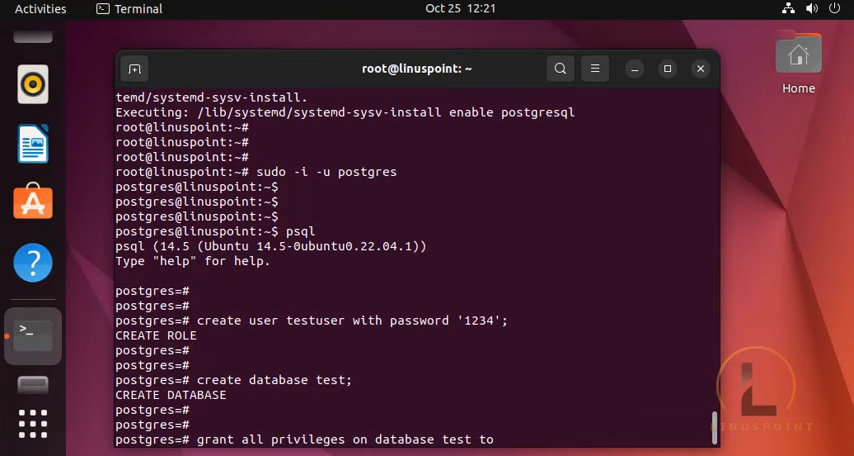 Activities
Terminal
Oct 25 12:21
root@linuspoint: ~
Home
temd/systemd-sysv-install.
Executing: /lib/systemd/systemd-sysv-install enable postgresql
root@linuspoint:~#
root@linuspoint:~#
root@linuspoint:~#
root@linuspoint:~# sudo -i -u postgres
postgres@linuspoint:~$
postgres@linuspoint:~$
postgres@linuspoint:~$
postgres@linuspoint:~$ psql
psql (14.5 (Ubuntu 14.5-0ubuntu0.22.04.1))
Type "help" for help.
postgres=#
postgres=#
postgres=# create user testuser with password '1234';
CREATE ROLE
postgres=#
postgres=#
postgres=# create database test;
CREATE DATABASE
postgres=#
postgres=#
postgres=# grant all privileges on database test to
L
LINUSPOINT